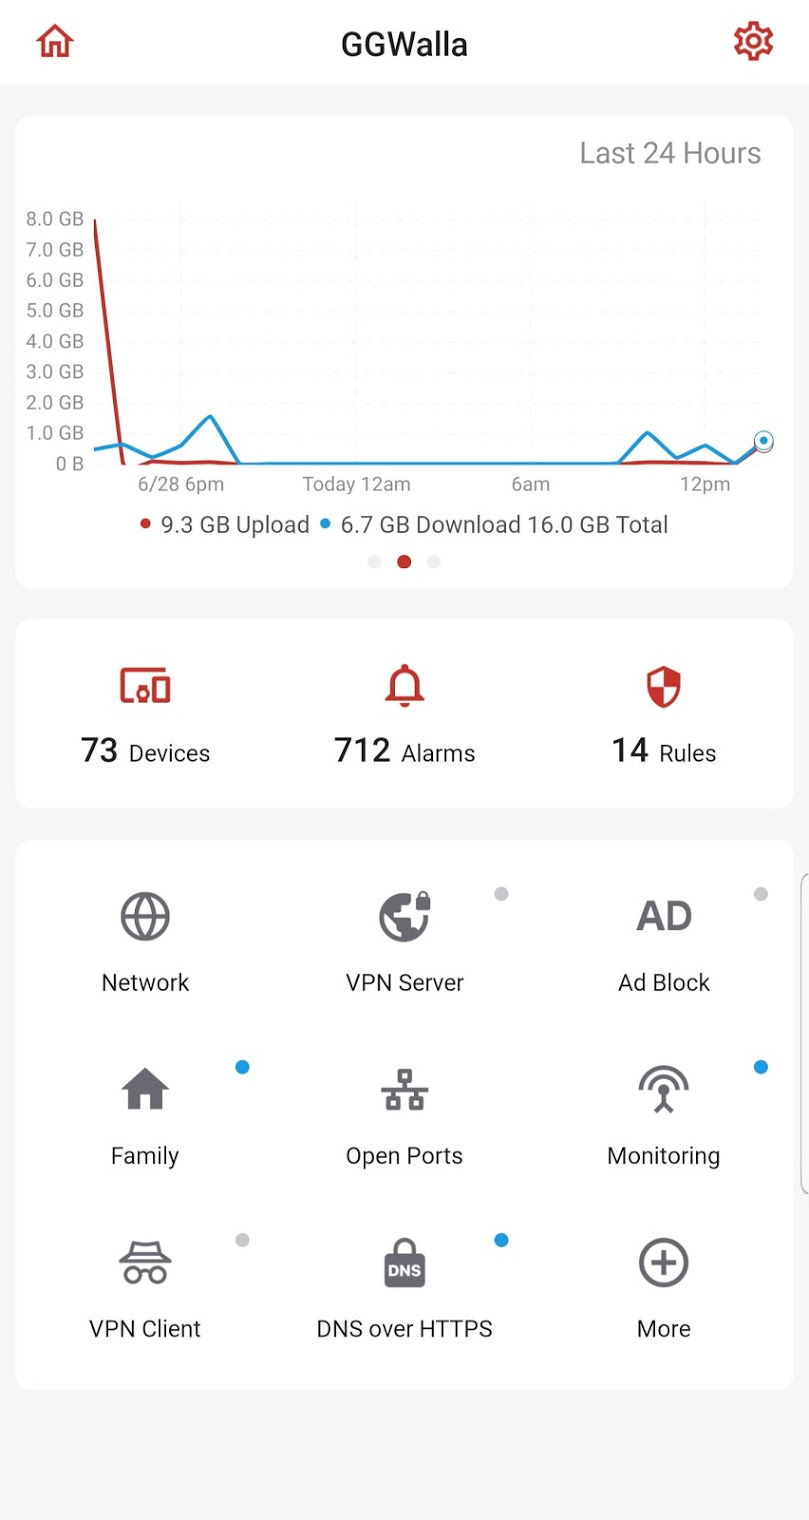 GGWalla
Last 24 Hours
8.0 GB
7.0 GB
6.0 GB
5.0 GB
4.0 GB
3.0 GB
2.0 GB
1.0 GB
0 B
6/28 6pm Today 12am 6am 12pm
9.3 GB Upload 6.7 GB Download 16.0 GB Total
73 Devices 712 Alarms 14 Rules
AD
Network VPN Server Ad Block
Family Open Ports Monitoring
DNS
VPN Client DNS over HTTPS More